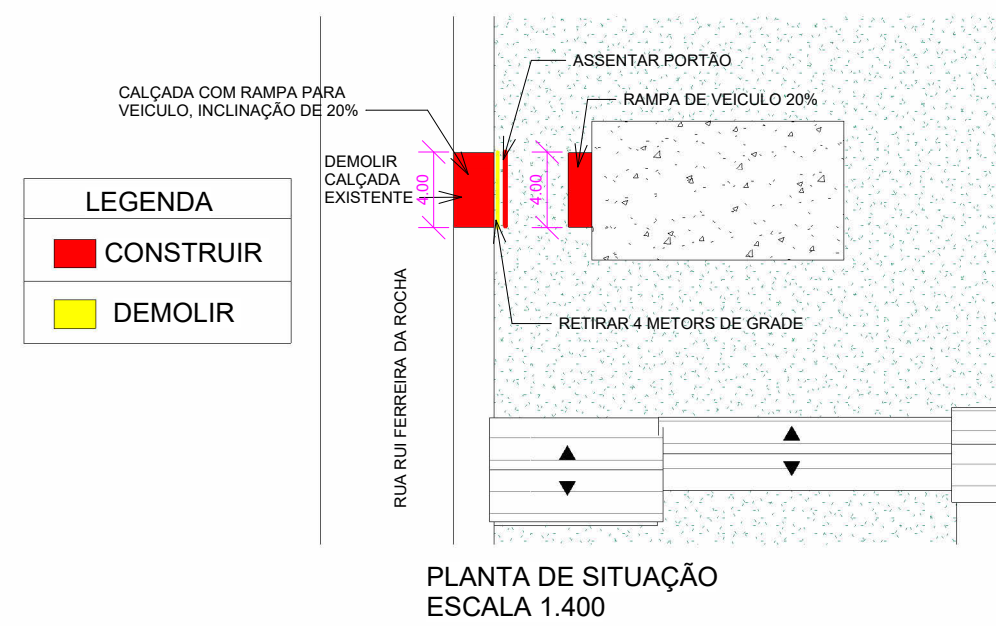 ASSENTAR PORTÃO
CALÇADA COM RAMPA PARA
VEICULO, INCLINAÇÃO DE 20%
RAMPA DE VEICULO 20%
DEMOLIR
CALÇADA
EXISTENTE
4.00
4.00
LEGENDA
CONSTRUIR
DEMOLIR
RUA RUI FERREIRA DA ROCHA
RETIRAR 4 METORS DE GRADE
PLANTA DE SITUAÇÃO
ESCALA 1.400